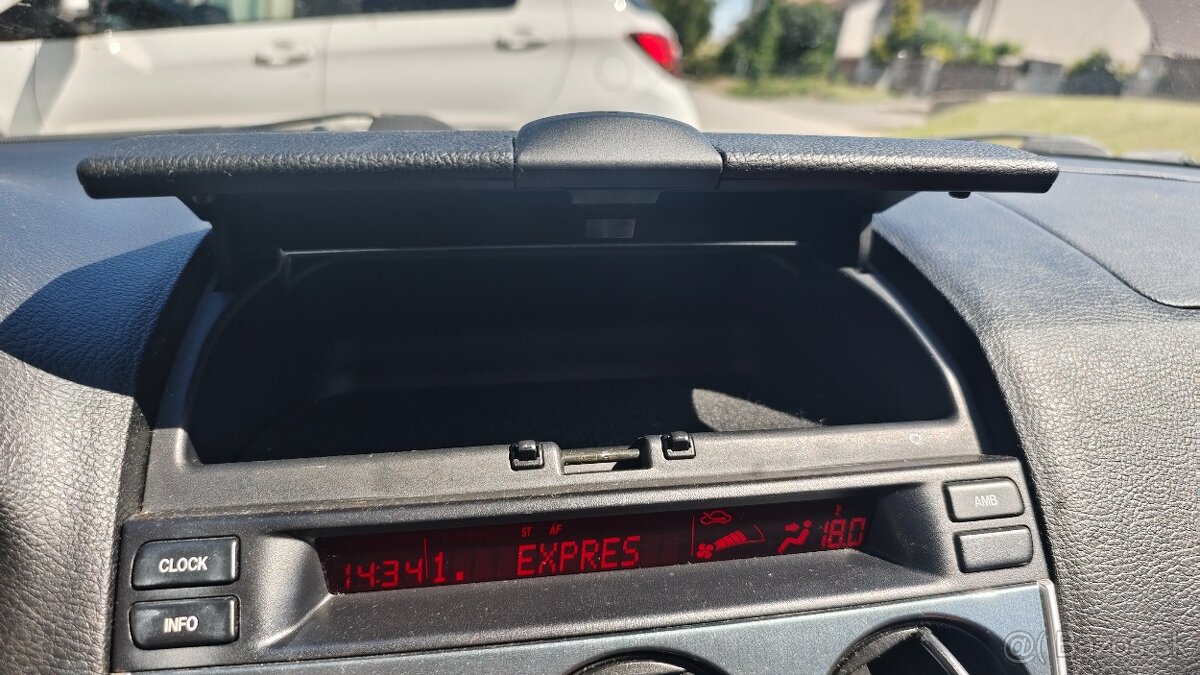 CLOCK
INFO
AMB
ST AF
14:34 1. EXPRES 18.0